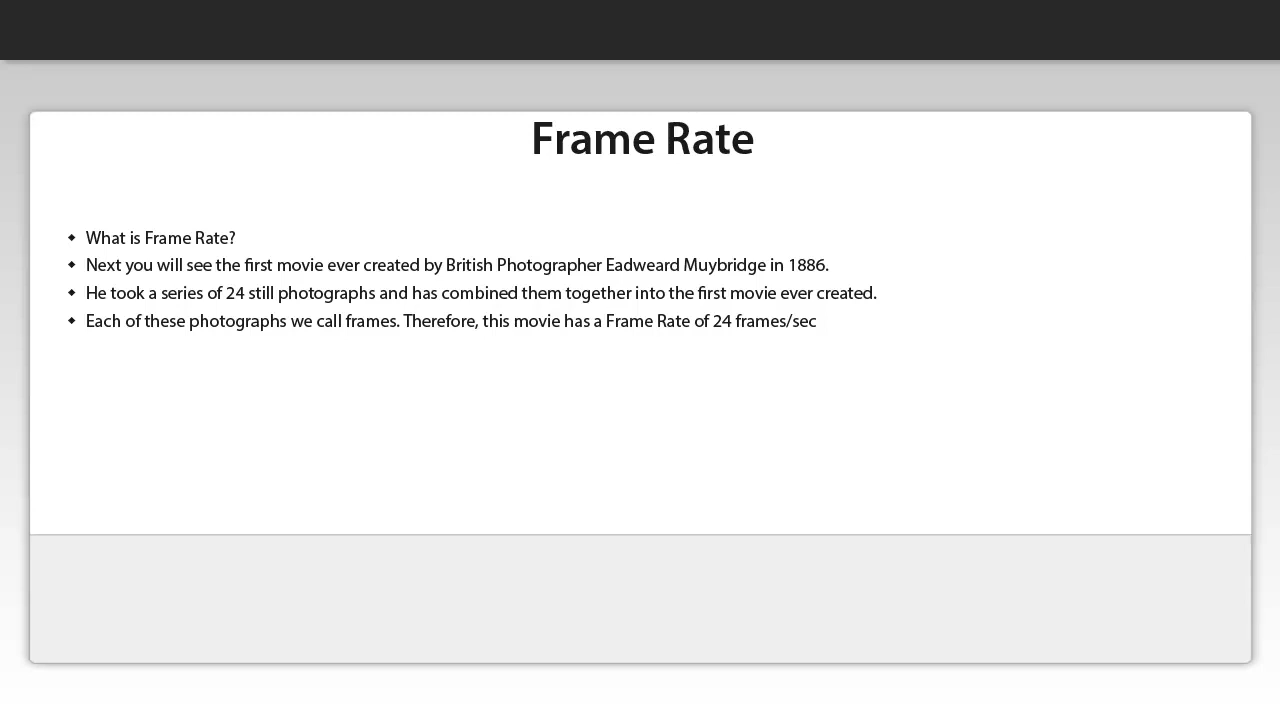 Frame Rate
◆ What is Frame Rate?
◆ Next you will see the first movie ever created by British Photographer Eadweard Muybridge in 1886.
◆ He took a series of 24 still photographs and has combined them together into the first movie ever created.
◆ Each of these photographs we call frames. Therefore, this movie has a Frame Rate of 24 frames/sec